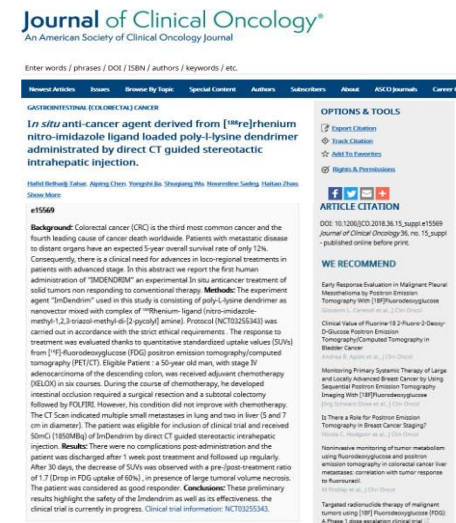 Journal of Clinical Oncology®
An American Society of Clinical Oncology Journal
Enter words / phrases / DOI / ISBN / authors / keywords / etc.
Newest Articles Issues Browse By Topic Special Content Authors Subscribers About ASCO Journals Career
GASTROINTESTINAL (COLORECTAL) CANCER
In situ anti-cancer agent derived from [¹⁸⁸re]rhenium
nitro-imidazole ligand loaded poly-l-lysine dendrimer
administrated by direct CT guided stereotactic
intrahepatic injection.
Hafid Belhadj-Tahar, Aiping Chen, Yongshi Jia, Shuqiang Wu, Noureddine Sadeg, Haitao Zhao
Show More
e15569
Background: Colorectal cancer (CRC) is the third most common cancer and the
fourth leading cause of cancer death worldwide. Patients with metastatic disease
to distant organs have an expected 5-year overall survival rate of only 12%.
Consequently, there is a clinical need for advances in loco-regional treatments in
patients with advanced stage. In this abstract we report the first human
administration of "IMDENDRIM" an experimental In situ anticancer treatment of
solid tumors non responding to conventional therapy. Methods: The experiment
agent "ImDendrim" used in this study is consisting of poly-L-lysine dendrimer as
nanovector mixed with complex of ¹⁸⁸Rhenium- ligand (nitro-imidazole-
methyl-1,2,3-triazol-methyl-di-[2-pycolyl] amine). Protocol (NCT03255343) was
carried out in accordance with the strict ethical requirements . The response to
treatment was evaluated thanks to quantitative standardized uptake values (SUVs)
from [¹⁸F]-fluorodeoxyglucose (FDG) positron emission tomography/computed
tomography (PET/CT). Eligible Patient : a 50-year old man, with stage IV
adenocarcinoma of the descending colon, was received adjuvant chemotherapy
(XELOX) in six courses. During the course of chemotherapy, he developed
intestinal occlusion required a surgical resection and a subtotal colectomy
followed by FOLFIRI. However, his condition did not improve with chemotherapy.
The CT Scan indicated multiple small metastases in lung and two in liver (5 and 7
cm in diameter). The patient was eligible for inclusion of clinical trial and received
50mCi (1850MBq) of ImDendrim by direct CT guided stereotactic intrahepatic
injection. Results: There were no complications post-administration and the
patient was discharged after 1 week post treatment and followed up regularly.
After 30 days, the decrease of SUVs was observed with a pre-/post-treatment ratio
of 1.7 (Drop in FDG uptake of 60%) , in presence of large tumoral volume necrosis.
The patient was considered as good responder. Conclusions: These preliminary
results highlight the safety of the Imdendrim as well as its effectiveness. the
clinical trial is currently in progress. Clinical trial information: NCT03255343.
OPTIONS & TOOLS
Export Citation
Track Citation
Add To Favorites
Rights & Permissions
ARTICLE CITATION
DOI: 10.1200/JCO.2018.36.15_suppl.e15569
Journal of Clinical Oncology 36, no. 15_suppl
- published online before print.
WE RECOMMEND
Early Response Evaluation in Malignant Pleural
Mesothelioma by Positron Emission
Tomography With [18F]Fluorodeoxyglucose
Giovanni L. Ceresoli et al., J Clin Oncol
Clinical Value of Fluorine-18 2-Fluoro-2-Deoxy-
D-Glucose Positron Emission
Tomography/Computed Tomography in
Bladder Cancer
Andrea B. Apolo et al., J Clin Oncol
Monitoring Primary Systemic Therapy of Large
and Locally Advanced Breast Cancer by Using
Sequential Positron Emission Tomography
Imaging With [18F]Fluorodeoxyglucose
et al., J Clin Oncol
Is There a Role for Positron Emission
Tomography in Breast Cancer Staging?
et al., J Clin Oncol
Noninvasive monitoring of tumor metabolism
using fluorodeoxyglucose and positron
emission tomography in colorectal cancer liver
metastases: correlation with tumor response
to fluorouracil.
et al., J Clin Oncol
Targeted radionuclide therapy of malignant
tumors using [18F] Fluorodeoxyglucose (FDG):
A Phase 1 dose escalation clinical trial